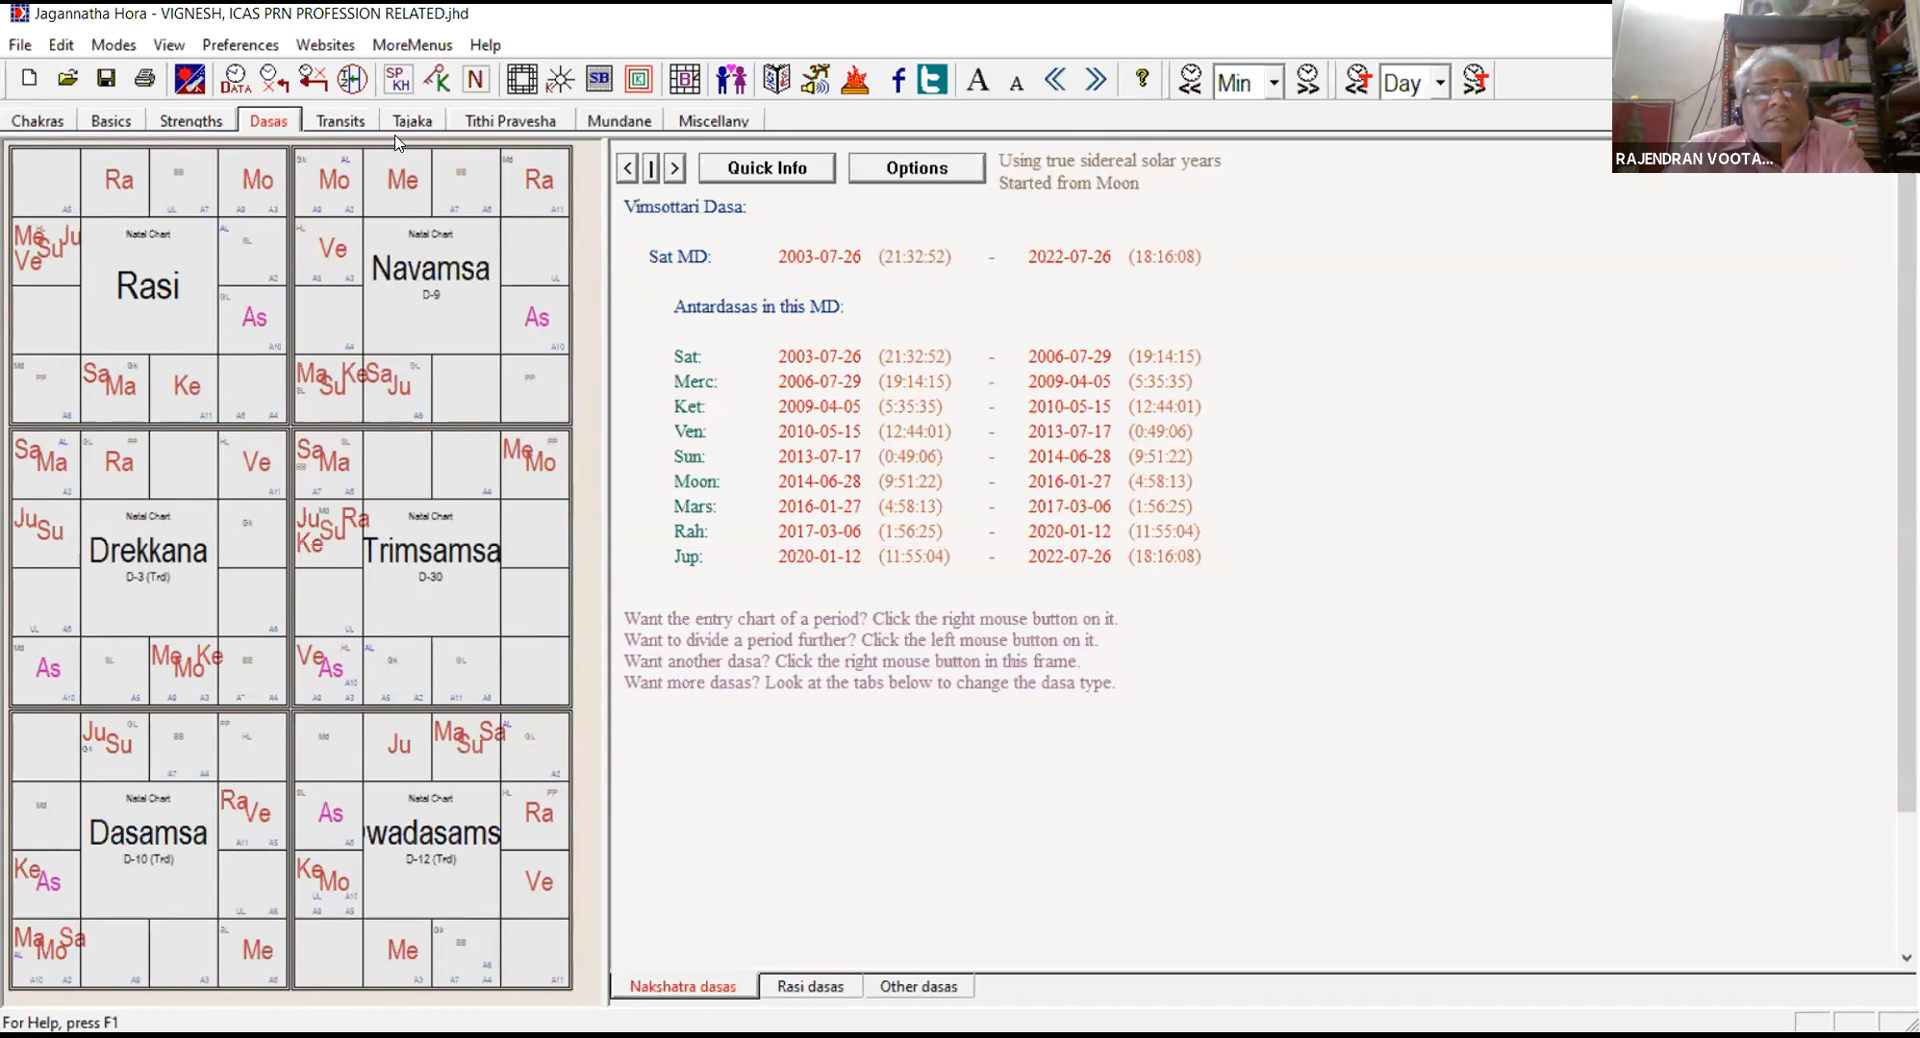 Jagannatha Hora - VIGNESH, ICAS PRN PROFESSION RELATED.jhd
File Edit Modes View Preferences Websites MoreMenus Help
DATA SP KH K N SB K B f A A ? Min Day
RAJENDRAN VOOTA...
Chakras Basics Strengths Dasas Transits Tajaka Tithi Pravesha Mundane Miscellany
< | > Quick Info Options Using true sidereal solar years
Started from Moon
Vimsottari Dasa:
Sat MD: 2003-07-26 (21:32:52) - 2022-07-26 (18:16:08)
Antardasas in this MD:
Sat: 2003-07-26 (21:32:52) - 2006-07-29 (19:14:15)
Merc: 2006-07-29 (19:14:15) - 2009-04-05 (5:35:35)
Ket: 2009-04-05 (5:35:35) - 2010-05-15 (12:44:01)
Ven: 2010-05-15 (12:44:01) - 2013-07-17 (0:49:06)
Sun: 2013-07-17 (0:49:06) - 2014-06-28 (9:51:22)
Moon: 2014-06-28 (9:51:22) - 2016-01-27 (4:58:13)
Mars: 2016-01-27 (4:58:13) - 2017-03-06 (1:56:25)
Rah: 2017-03-06 (1:56:25) - 2020-01-12 (11:55:04)
Jup: 2020-01-12 (11:55:04) - 2022-07-26 (18:16:08)
Want the entry chart of a period? Click the right mouse button on it.
Want to divide a period further? Click the left mouse button on it.
Want another dasa? Click the right mouse button in this frame.
Want more dasas? Look at the tabs below to change the dasa type.
Nakshatra dasas Rasi dasas Other dasas
Ra Mo
Me Ju Su Ve
Natal Chart
Rasi
As
Sa Ma Ke
Mo Me Ra
Ve
Natal Chart
Navamsa
D-9
As
Ma Su Ke Sa Ju
Sa Ma Ra Ve
Ju Su
Natal Chart
Drekkana
D-3 (Trd)
As Me Mo Ke
Sa Ma Me Mo
Ju Su Ra Ke
Natal Chart
Trimsamsa
D-30
Ve As
Ju Su
Natal Chart
Ra Ve
Dasamsa
D-10 (Trd)
Ke As
Ma Mo Sa Me
Ju Ma Su Sa
As
Natal Chart
Ra
wadasams
D-12 (Trd)
Ke Mo Ve
Me
For Help, press F1